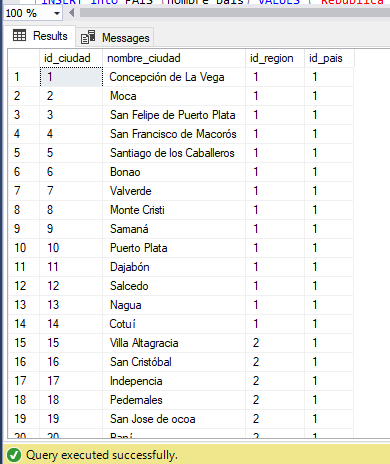 INSERT into PAIS (nombre_pais) VALUES ( 'Republica
100 %
Results Messages
id_ciudad nombre_ciudad id_region id_pais
1 1 Concepción de La Vega 1 1
2 2 Moca 1 1
3 3 San Felipe de Puerto Plata 1 1
4 4 San Francisco de Macorós 1 1
5 5 Santiago de los Caballeros 1 1
6 6 Bonao 1 1
7 7 Valverde 1 1
8 8 Monte Cristi 1 1
9 9 Samaná 1 1
10 10 Puerto Plata 1 1
11 11 Dajabón 1 1
12 12 Salcedo 1 1
13 13 Nagua 1 1
14 14 Cotuí 1 1
15 15 Villa Altagracia 2 1
16 16 San Cristóbal 2 1
17 17 Indepencia 2 1
18 18 Pedernales 2 1
19 19 San Jose de ocoa 2 1
20 20 Baní 2 1
Query executed successfully.